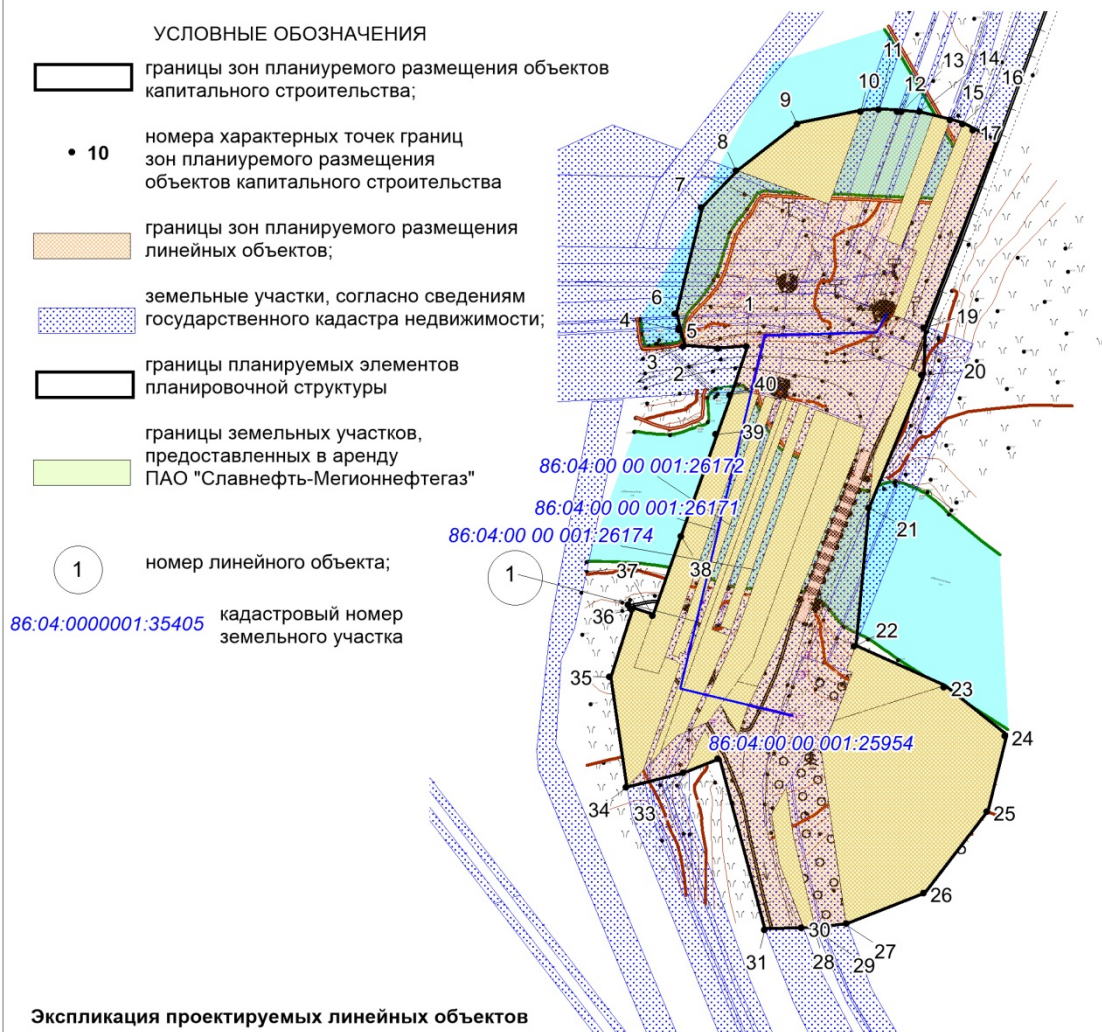 УСЛОВНЫЕ ОБОЗНАЧЕНИЯ
границы зон планиуремого размещения объектов
капитального строительства;
• 10
номера характерных точек границ
зон планиуремого размещения
объектов капитального строительства
границы зон планируемого размещения
линейных объектов;
земельные участки, согласно сведениям
государственного кадастра недвижимости;
границы планируемых элементов
планировочной структуры
границы земельных участков,
предоставленных в аренду
ПАО "Славнефть-Мегионнефтегаз"
1
номер линейного объекта;
86:04:0000001:35405
кадастровый номер
земельного участка
11
13
14
16
10
12
15
9
17
8
7
6
1
4
5
19
3
2
20
40
39
86:04:00 00 001:26172
86:04:00 00 001:26171
21
86:04:00 00 001:26174
38
37
1
36
22
35
23
24
86:04:00 00 001:25954
34
33
25
26
30
27
31
28
29
Экспликация проектируемых линейных объектов